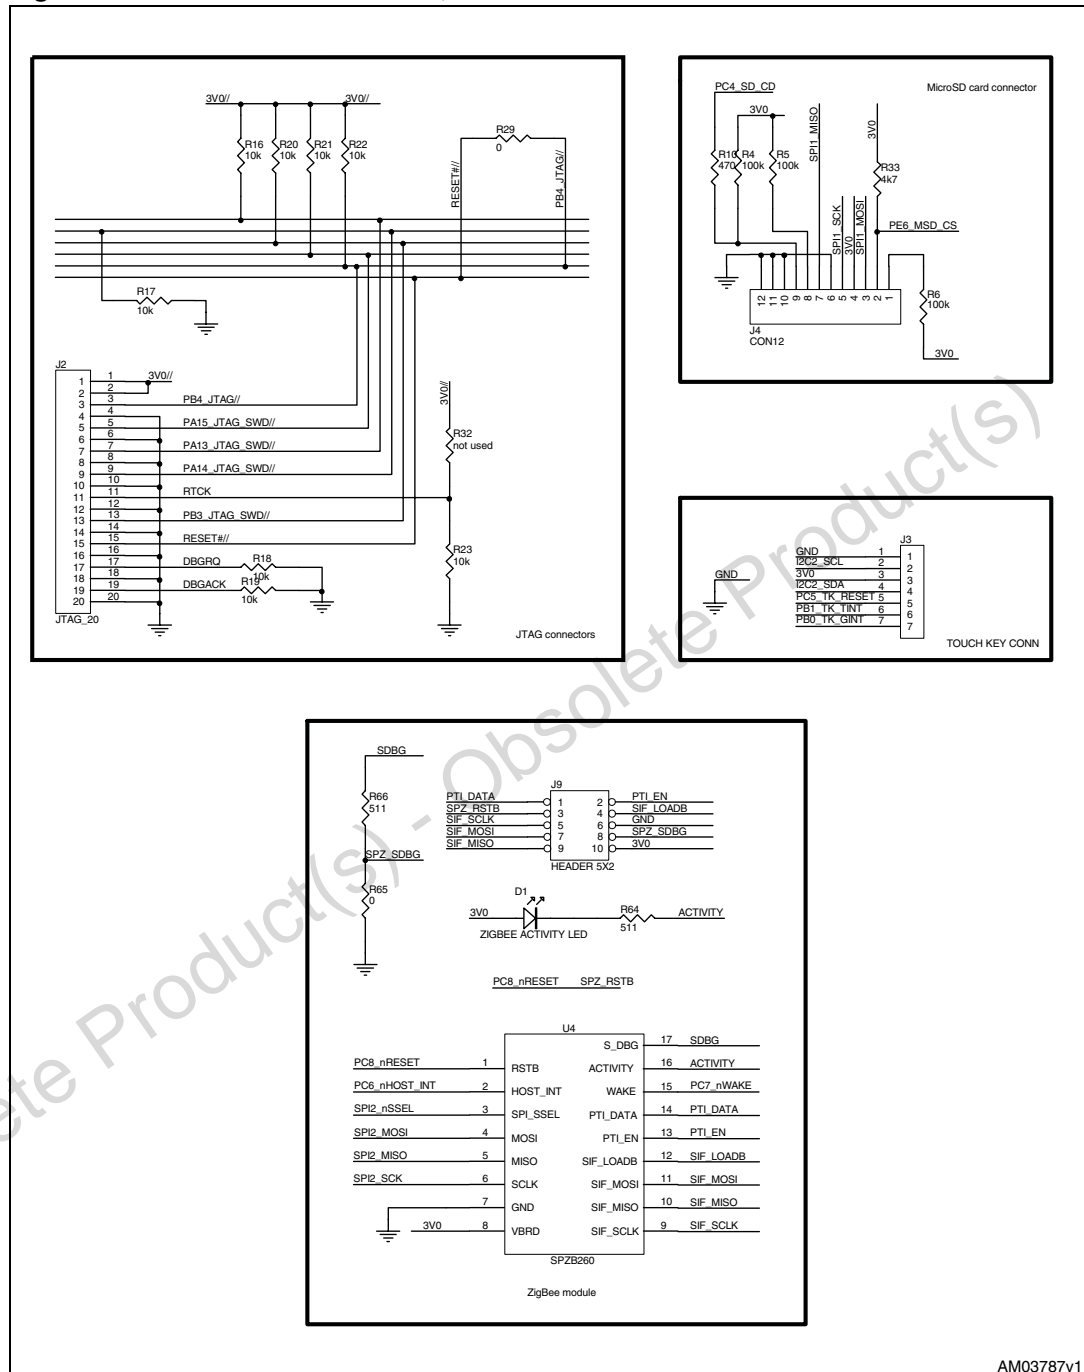 3V0// 3V0//
R16 10k
R20 10k
R21 10k
R22 10k
R29
0
RESET#//
PB4_JTAG//
R17
10k
J2
1 1 3V0//
2 2
3 3 PB4_JTAG//
4 4
5 5 PA15_JTAG_SWD//
6 6
7 7 PA13_JTAG_SWD//
8 8
9 9 PA14_JTAG_SWD//
10 10
11 11 RTCK
12 12
13 13 PB3_JTAG_SWD//
14 14
15 15 RESET#//
16 16
17 17 DBGRQ
18 18
19 19 DBGACK
20 20
JTAG_20
R18
10k
R19
10k
3V0//
R32
not used
R23
10k
JTAG connectors
PC4_SD_CD
MicroSD card connector
3V0
SPI1_MISO
3V0
R10
470
R4
100k
R5
100k
R33
4k7
SPI1_SCK
3V0
SPI1_MOSI
PE6_MSD_CS
12 11 10 9 8 7 6 5 4 3 2 1
J4
CON12
R6
100k
3V0
GND
J3
GND 1 1
I2C2_SCL 2 2
3V0 3 3
I2C2_SDA 4 4
PC5_TK_RESET 5 5
PB1_TK_TINT 6 6
PB0_TK_GINT 7 7
TOUCH KEY CONN
SDBG
R66
511
SPZ_SDBG
R65
0
J9
PTI_DATA 1 2 PTI_EN
SPZ_RSTB 3 4 SIF_LOADB
SIF_SCLK 5 6 GND
SIF_MOSI 7 8 SPZ_SDBG
SIF_MISO 9 10 3V0
HEADER 5X2
D1
3V0
R64
511
ACTIVITY
ZIGBEE ACTIVITY LED
PC8_nRESET SPZ_RSTB
U4
S_DBG 17 SDBG
PC8_nRESET 1 RSTB ACTIVITY 16 ACTIVITY
PC6_nHOST_INT 2 HOST_INT WAKE 15 PC7_nWAKE
SPI2_nSSEL 3 SPI_SSEL PTI_DATA 14 PTI_DATA
SPI2_MOSI 4 MOSI PTI_EN 13 PTI_EN
SPI2_MISO 5 MISO SIF_LOADB 12 SIF_LOADB
SPI2_SCK 6 SCLK SIF_MOSI 11 SIF_MOSI
7 GND SIF_MISO 10 SIF_MISO
3V0 8 VBRD SIF_SCLK 9 SIF_SCLK
SPZB260
ZigBee module
AM03787v1
ete Product(s) - Obsolete Product(s)